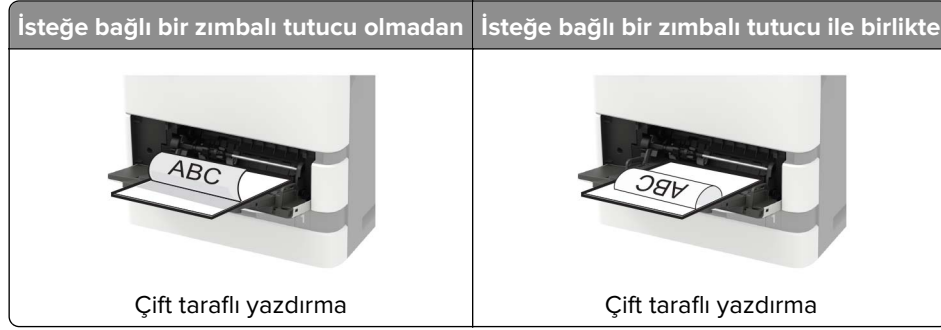 İsteğe bağlı bir zımbalı tutucu olmadan
İsteğe bağlı bir zımbalı tutucu ile birlikte
ABC
ABC
Çift taraflı yazdırma
Çift taraflı yazdırma